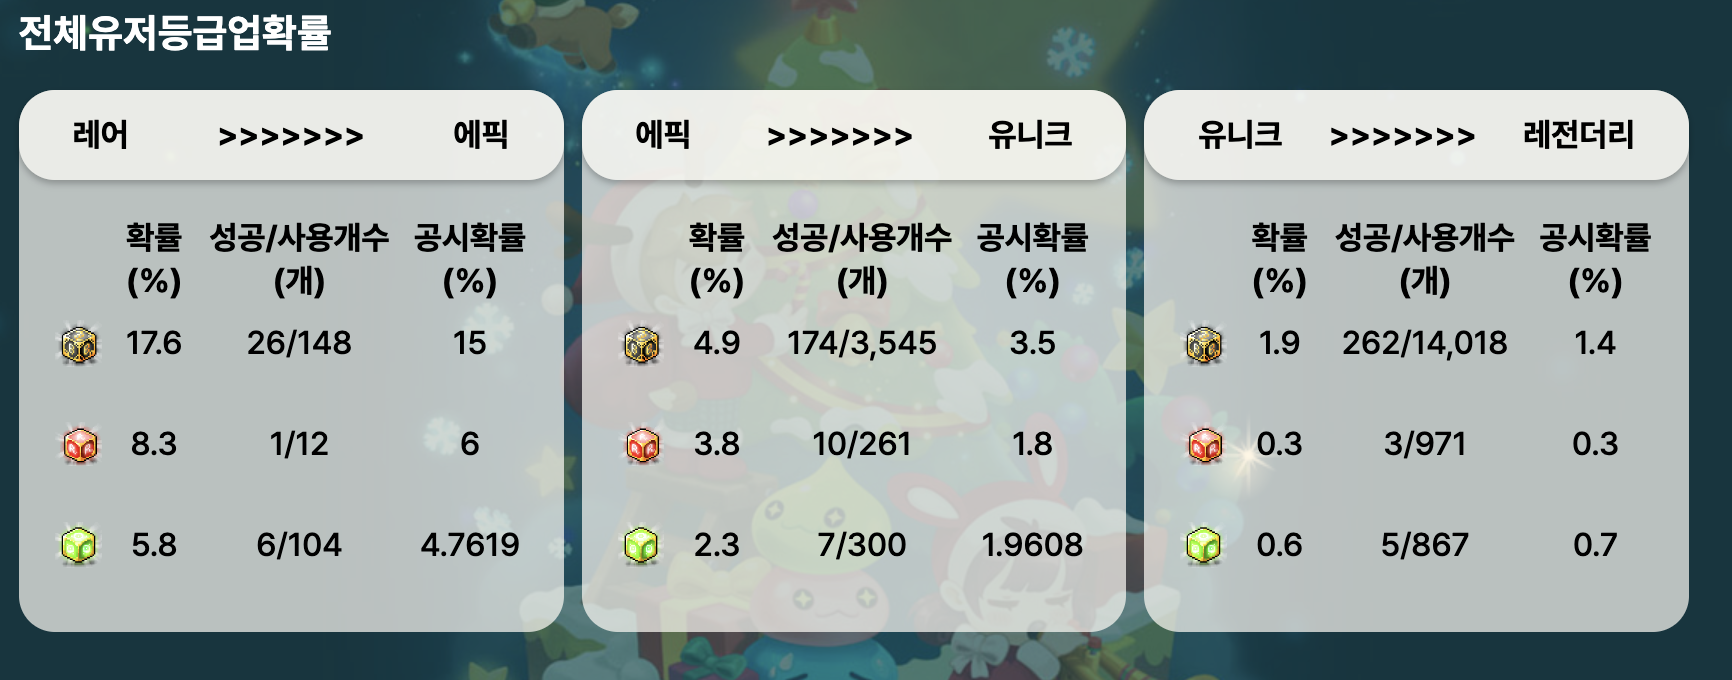 전체유저등급업확률
레어 >>>>>>> 에픽
확률 성공/사용개수 공시확률
(%) (개) (%)
17.6 26/148 15
8.3 1/12 6
5.8 6/104 4.7619
에픽 >>>>>>> 유니크
확률 성공/사용개수 공시확률
(%) (개) (%)
4.9 174/3,545 3.5
3.8 10/261 1.8
2.3 7/300 1.9608
유니크 >>>>>>> 레전더리
확률 성공/사용개수 공시확률
(%) (개) (%)
1.9 262/14,018 1.4
0.3 3/971 0.3
0.6 5/867 0.7